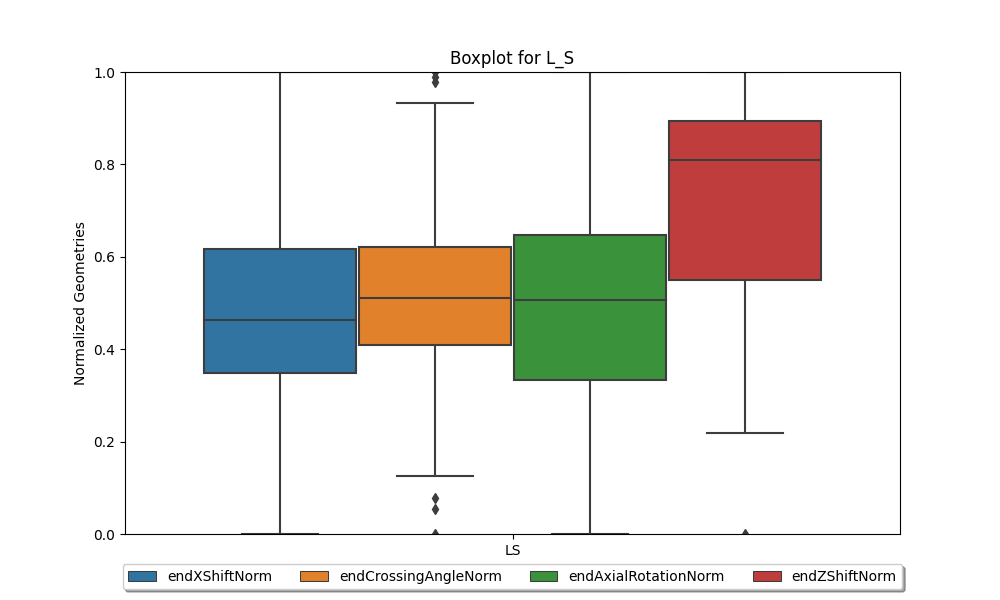 Boxplot for L_S
1.0
0.8
0.6
0.4
0.2
0.0
Normalized Geometries
LS
endXShiftNorm endCrossingAngleNorm endAxialRotationNorm endZShiftNorm